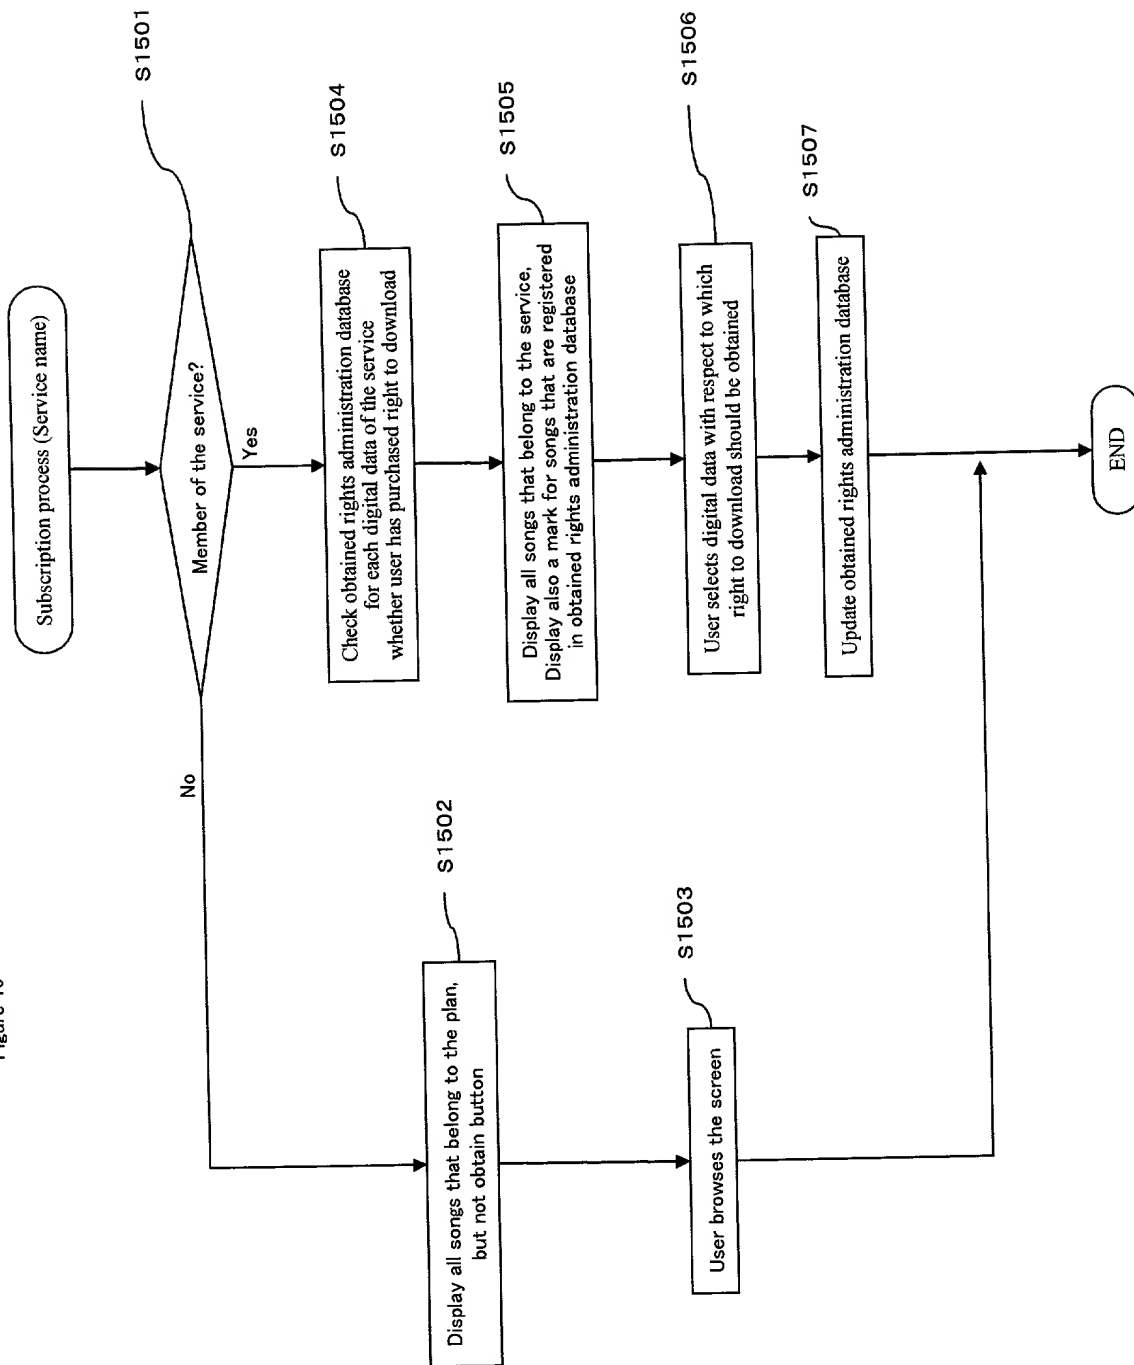 Subscription process (Service name)
S1501
Member of the service?
Yes
No
S1504
Check obtained rights administration database
for each digital data of the service
whether user has purchased right to download
S1505
Display all songs that belong to the service,
Display also a mark for songs that are registered
in obtained rights administration database
S1506
User selects digital data with respect to which
right to download should be obtained
S1507
Update obtained rights administration database
S1502
Display all songs that belong to the plan,
but not obtain button
S1503
User browses the screen
END